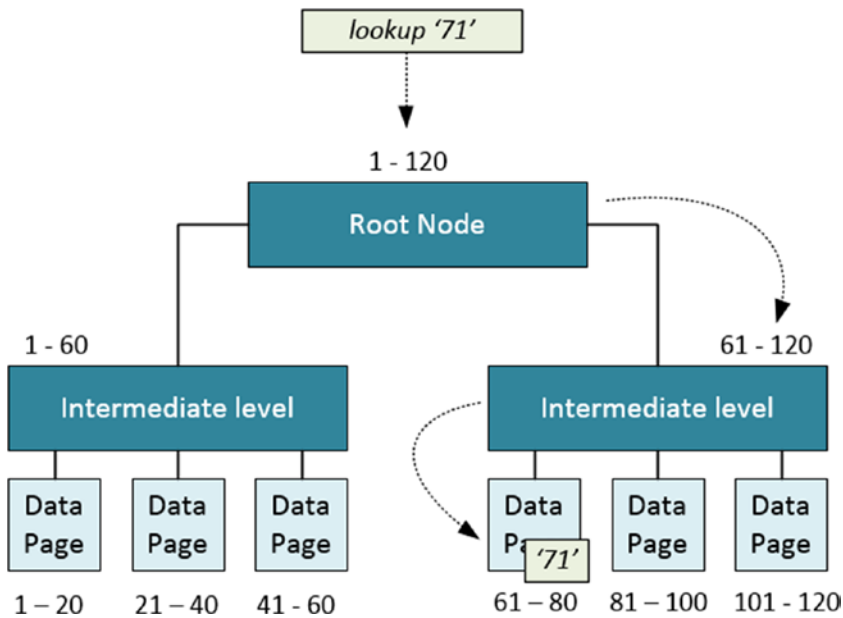 lookup ‘71’
1 - 120
Root Node
1 - 60
61 - 120
Intermediate level
Intermediate level
Data Page
Data Page
Data Page
Data
Data Page
Data Page
‘71’
1 – 20
21 – 40
41 - 60
61 – 80
81 – 100
101 - 120